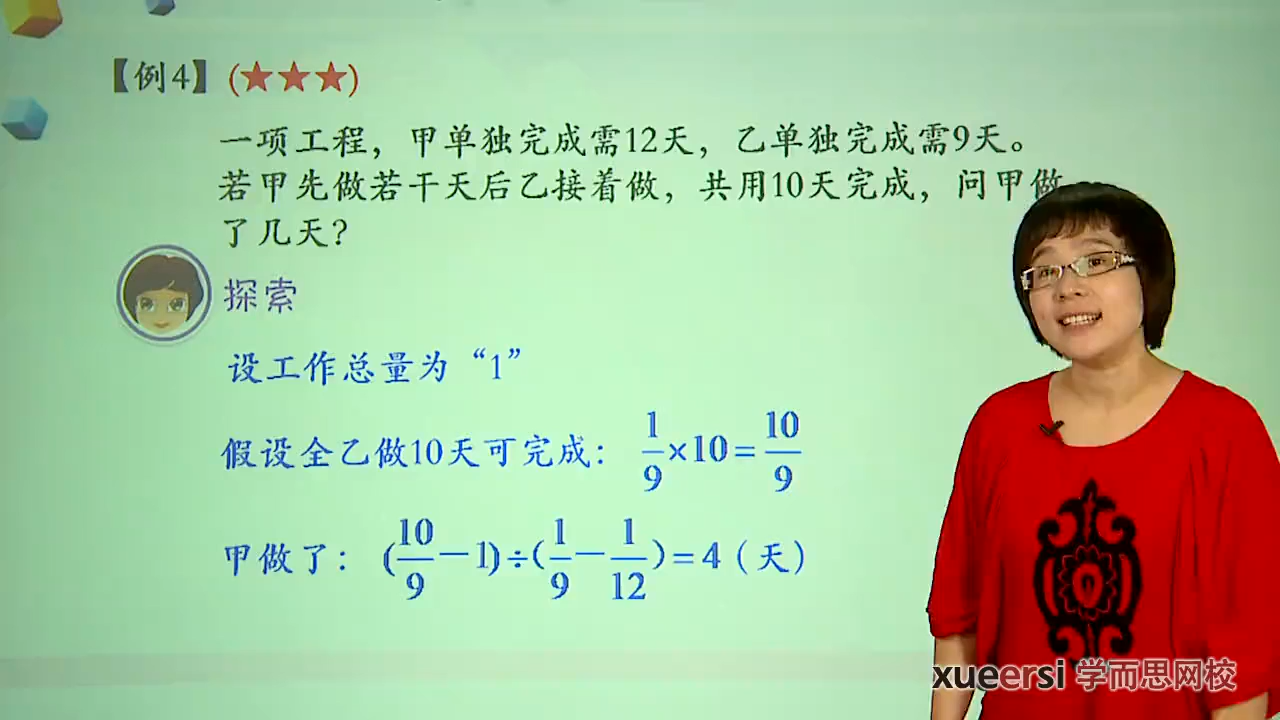 【例4】(★★★)
一项工程，甲单独完成需12天，乙单独完成需9天。
若甲先做若干天后乙接着做，共用10天完成，问甲做
了几天？
探索
设工作总量为“1”
假设全乙做10天可完成： 1/9×10=10/9
甲做了： (10/9－1)÷(1/9－1/12)=4（天）
xueersi 学而思网校